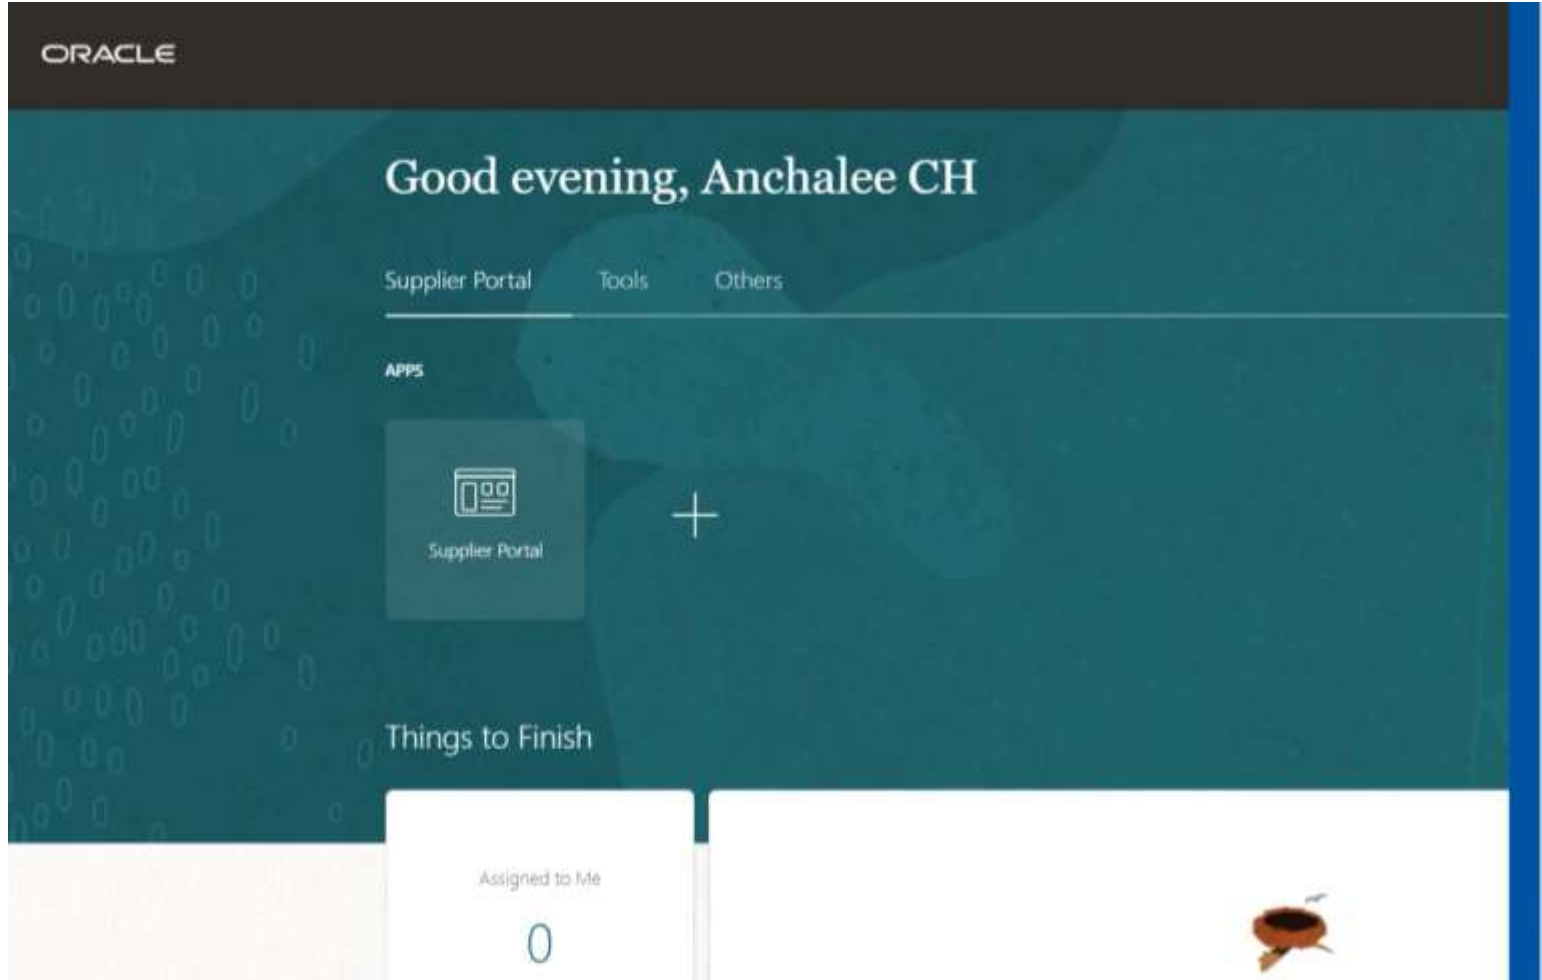 ORACLE
Good evening, Anchalee CH
Supplier Portal Tools Others
APPS
Supplier Portal
Things to Finish
Assigned to Me
0